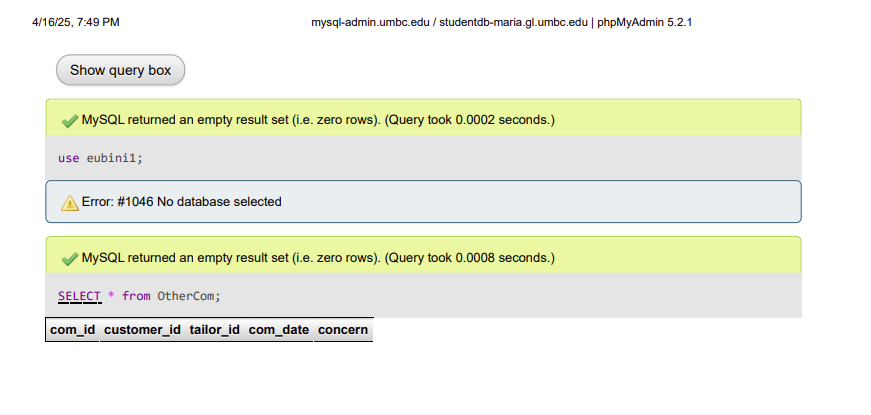 4/16/25, 7:49 PM mysql-admin.umbc.edu / studentdb-maria.gl.umbc.edu | phpMyAdmin 5.2.1
Show query box
MySQL returned an empty result set (i.e. zero rows). (Query took 0.0002 seconds.)
use eubini1;
Error: #1046 No database selected
MySQL returned an empty result set (i.e. zero rows). (Query took 0.0008 seconds.)
SELECT * from OtherCom;
com_id customer_id tailor_id com_date concern